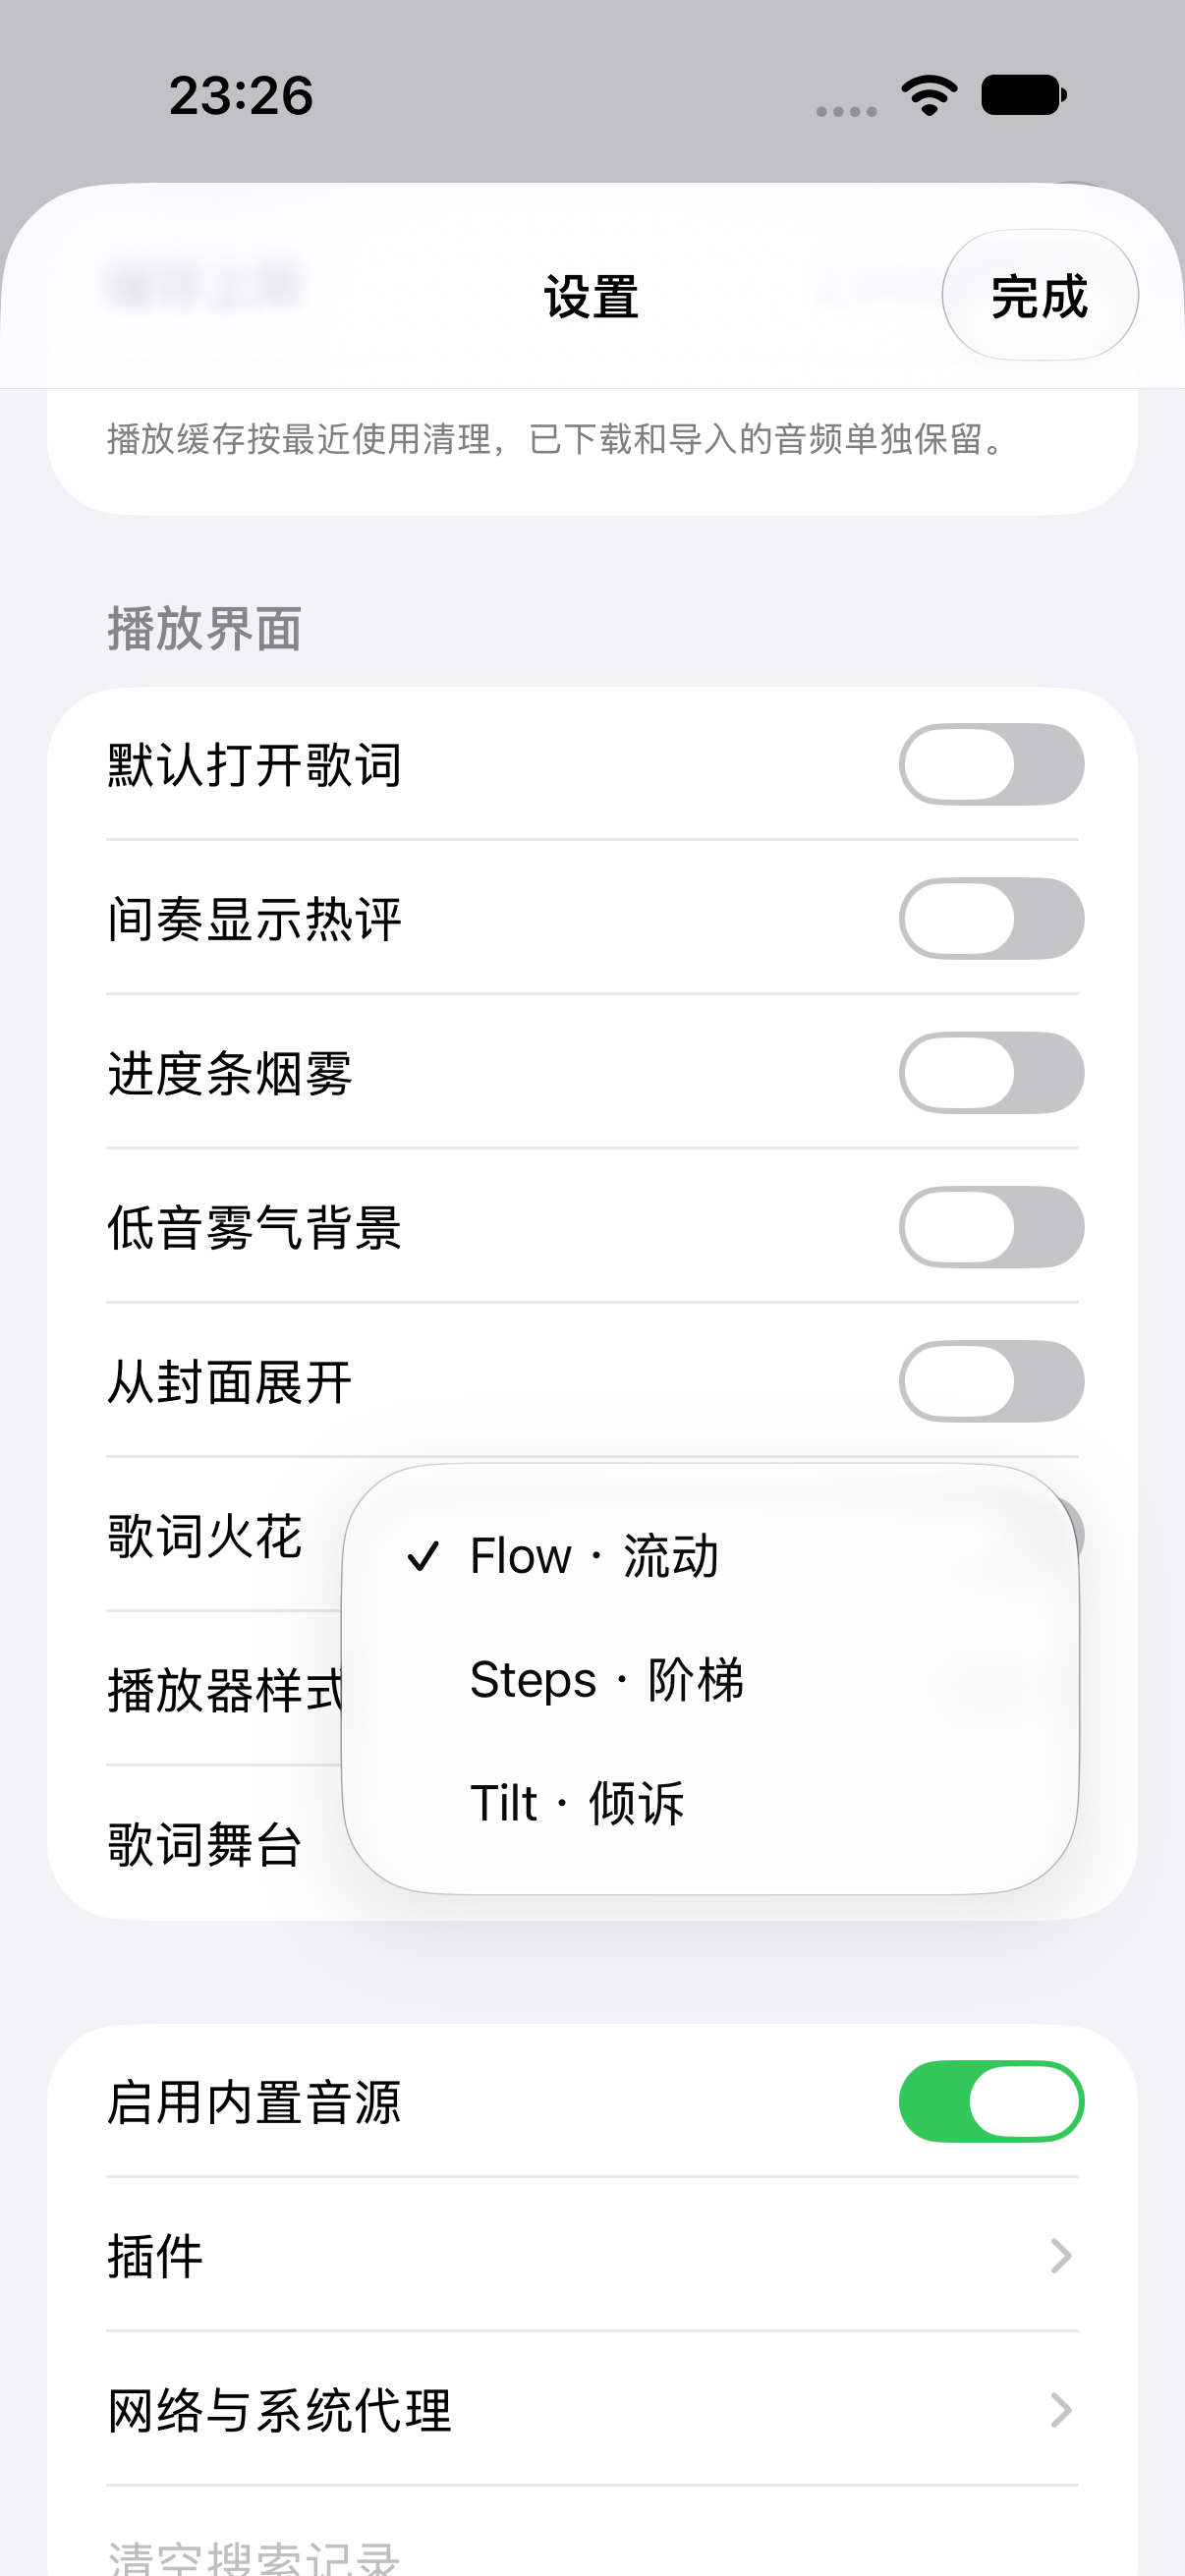 23:26
设置
完成
播放缓存按最近使用清理，已下载和导入的音频单独保留。
播放界面
默认打开歌词
间奏显示热评
进度条烟雾
低音雾气背景
从封面展开
歌词火花
Flow · 流动
Steps · 阶梯
播放器样式
Tilt · 倾诉
歌词舞台
启用内置音源
插件
网络与系统代理
清空搜索记录